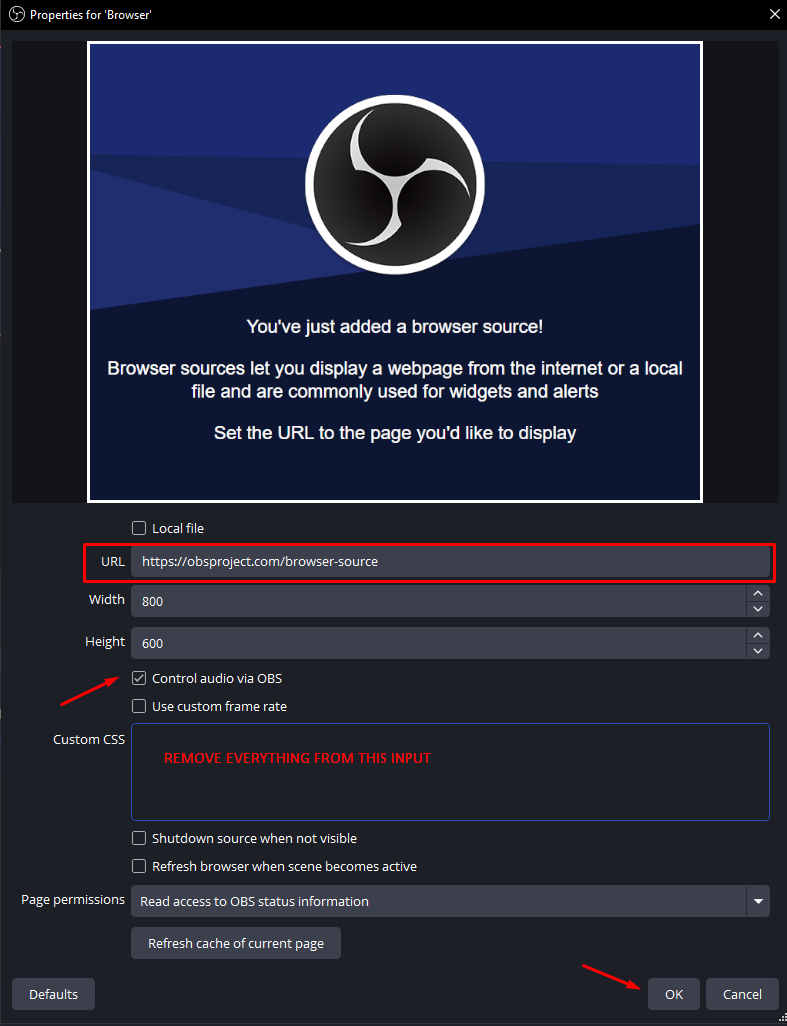 Properties for 'Browser'
You've just added a browser source!
Browser sources let you display a webpage from the internet or a local
file and are commonly used for widgets and alerts
Set the URL to the page you'd like to display
Local file
URL https://obsproject.com/browser-source
Width 800
Height 600
Control audio via OBS
Use custom frame rate
Custom CSS
REMOVE EVERYTHING FROM THIS INPUT
Shutdown source when not visible
Refresh browser when scene becomes active
Page permissions Read access to OBS status information
Refresh cache of current page
Defaults OK Cancel